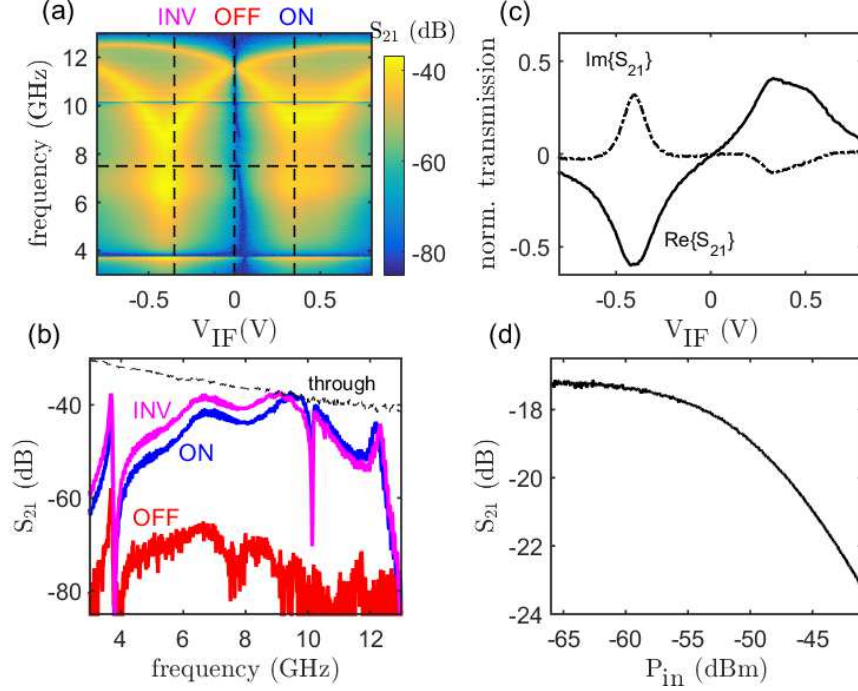 (a)
INV OFF ON
S21 (dB)
12
10
8
6
4
frequency (GHz)
-0.5 0 0.5
VIF(V)
-40
-60
-80
(c)
Im{S21}
Re{S21}
0.5
0
-0.5
norm. transmission
-0.5 0 0.5
VIF (V)
(b)
through
INV
ON
OFF
-40
-60
-80
S21 (dB)
4 6 8 10 12
frequency (GHz)
(d)
-18
-20
-22
-24
S21 (dB)
-65 -60 -55 -50 -45
Pin (dBm)